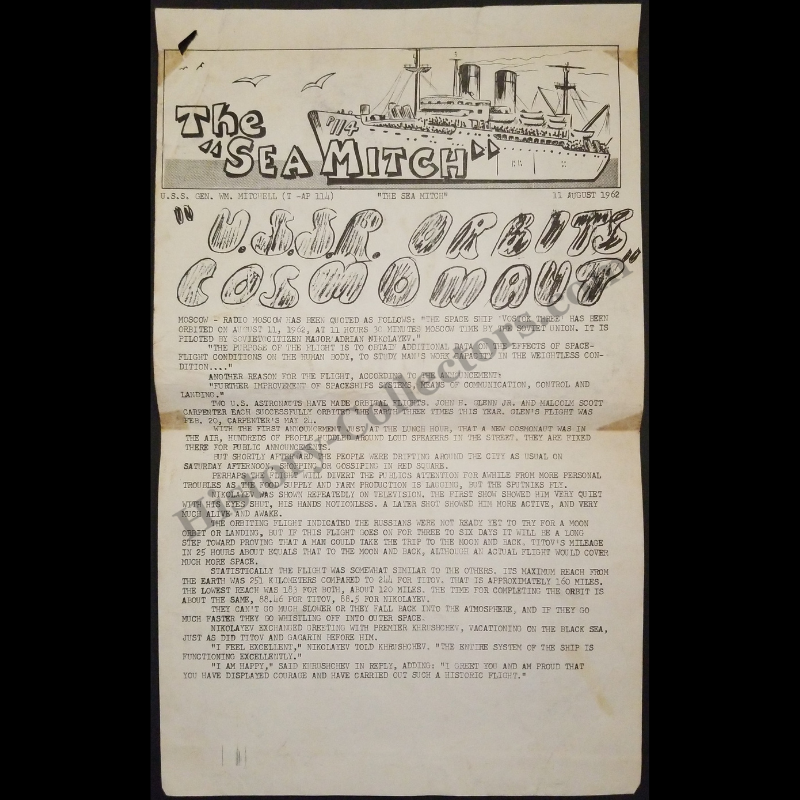 The
"SEA MITCH"
P114
U.S.S. GEN. WM. MITCHELL (T -AP 114) "THE SEA MITCH" 11 AUGUST 1962
"U.S.S.R. ORBITS
COSMONAUT"
MOSCOW - RADIO MOSCOW HAS BEEN QUOTED AS FOLLOWS: "THE SPACE SHIP 'VOSTOK THREE' HAS BEEN
ORBITED ON AUGUST 11, 1962, AT 11 HOURS 30 MINUTES MOSCOW TIME BY THE SOVIET UNION. IT IS
PILOTED BY SOVIET CITIZEN MAJOR ADRIAN NIKOLAYEV."
"THE PURPOSE OF THE FLIGHT IS TO OBTAIN ADDITIONAL DATA ON THE EFFECTS OF SPACE-
FLIGHT CONDITIONS ON THE HUMAN BODY, TO STUDY MAN'S WORK CAPACITY IN THE WEIGHTLESS CON-
DITION...."
ANOTHER REASON FOR THE FLIGHT, ACCORDING TO THE ANNOUNCEMENT:
"FURTHER IMPROVEMENT OF SPACESHIPS SYSTEMS, MEANS OF COMMUNICATION, CONTROL AND
LANDING."
TWO U.S. ASTRONAUTS HAVE MADE ORBITAL FLIGHTS. JOHN H. GLENN JR. AND MALCOLM SCOTT
CARPENTER EACH SUCCESSFULLY ORBITED THE EARTH THREE TIMES THIS YEAR. GLEN'S FLIGHT WAS
FEB. 20, CARPENTER'S MAY 24.
WITH THE FIRST ANNOUNCEMENT JUST AT THE LUNCH HOUR, THAT A NEW COSMONAUT WAS IN
THE AIR, HUNDREDS OF PEOPLE HUDDLED AROUND LOUD SPEAKERS IN THE STREET. THEY ARE FIXED
THERE FOR PUBLIC ANNOUNCEMENTS.
BUT SHORTLY AFTERWARD THE PEOPLE WERE DRIFTING AROUND THE CITY AS USUAL ON
SATURDAY AFTERNOON, SHOPPING OR GOSSIPING IN RED SQUARE.
PERHAPS THE FLIGHT WILL DIVERT THE PUBLICS ATTENTION FOR AWHILE FROM MORE PERSONAL
TROUBLES AS THE FOOD SUPPLY AND FARM PRODUCTION IS LAGGING, BUT THE SPUTNIKS FLY.
NIKOLAYEV WAS SHOWN REPEATEDLY ON TELEVISION. THE FIRST SHOW SHOWED HIM VERY QUIET
WITH HIS EYES SHUT, HIS HANDS MOTIONLESS. A LATER SHOT SHOWED HIM MORE ACTIVE, AND VERY
MUCH ALIVE AND AWAKE.
THE ORBITING FLIGHT INDICATED THE RUSSIANS WERE NOT READY YET TO TRY FOR A MOON
ORBIT OR LANDING, BUT IF THIS FLIGHT GOES ON FOR THREE TO SIX DAYS IT WILL BE A LONG
STEP TOWARD PROVING THAT A MAN COULD TAKE THE TRIP TO THE MOON AND BACK. TITOV'S MILEAGE
IN 25 HOURS ABOUT EQUALS THAT TO THE MOON AND BACK, ALTHOUGH AN ACTUAL FLIGHT WOULD COVER
MUCH MORE SPACE.
STATISTICALLY THE FLIGHT WAS SOMEWHAT SIMILAR TO THE OTHERS. ITS MAXIMUM REACH FROM
THE EARTH WAS 251 KILOMETERS COMPARED TO 244 FOR TITOV. THAT IS APPROXIMATELY 160 MILES.
THE LOWEST REACH WAS 183 FOR BOTH, ABOUT 120 MILES. THE TIME FOR COMPLETING THE ORBIT IS
ABOUT THE SAME, 88.46 FOR TITOV, 88.5 FOR NIKOLAYEV.
THEY CAN'T GO MUCH SLOWER OR THEY FALL BACK INTO THE ATMOSPHERE, AND IF THEY GO
MUCH FASTER THEY GO WHISTLING OFF INTO OUTER SPACE.
NIKOLAYEV EXCHANGED GREETING WITH PREMIER KHRUSHCHEV, VACATIONING ON THE BLACK SEA,
JUST AS DID TITOV AND GAGARIN BEFORE HIM.
"I FEEL EXCELLENT," NIKOLAYEV TOLD KHRUSHCHEV. "THE ENTIRE SYSTEM OF THE SHIP IS
FUNCTIONING EXCELLENTLY."
"I AM HAPPY," SAID KHRUSHCHEV IN REPLY, ADDING: "I GREET YOU AND AM PROUD THAT
YOU HAVE DISPLAYED COURAGE AND HAVE CARRIED OUT SUCH A HISTORIC FLIGHT."
History-Collectors.com